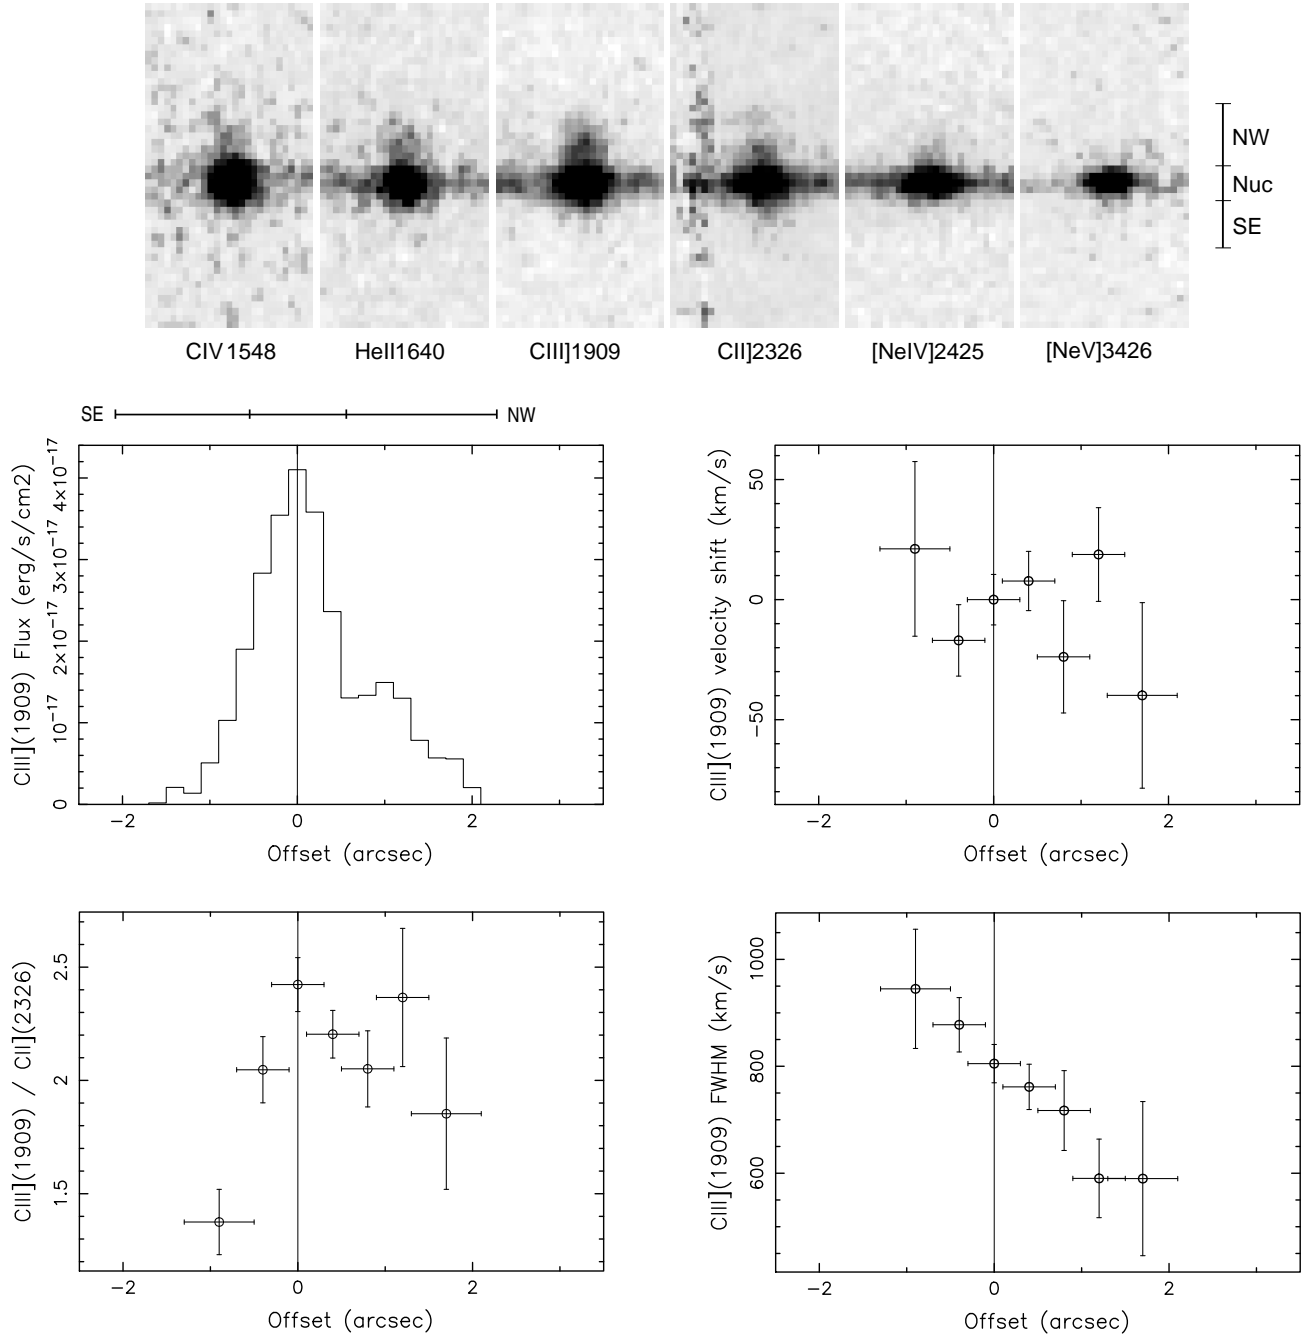 NW
Nuc
SE
CIV 1548 HeII1640 CIII]1909 CII]2326 [NeIV]2425 [NeV]3426
SE NW
CIII](1909) Flux (erg/s/cm2)
0 10−17 2×10−17 3×10−17 4×10−17
−2 0 2
Offset (arcsec)
CIII](1909) velocity shift (km/s)
−50 0 50
−2 0 2
Offset (arcsec)
CIII](1909) / CII](2326)
1.5 2 2.5
−2 0 2
Offset (arcsec)
CIII](1909) FWHM (km/s)
600 800 1000
−2 0 2
Offset (arcsec)